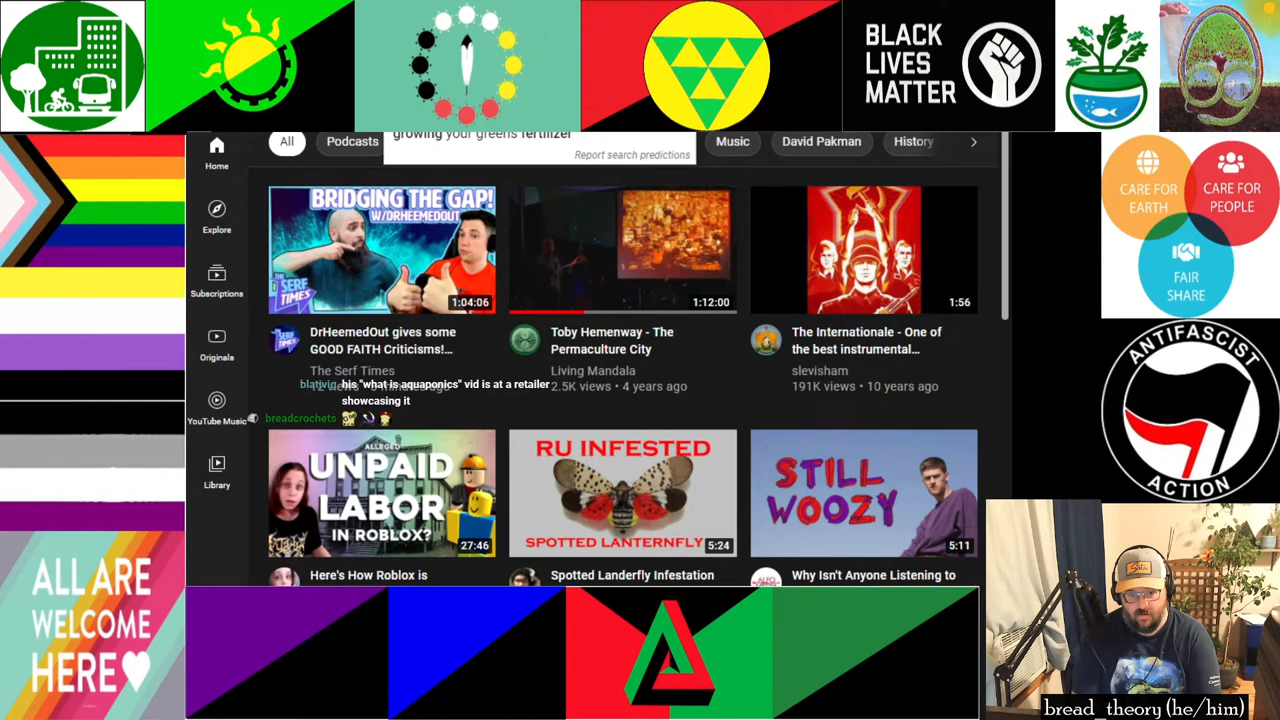 BLACK
LIVES
MATTER
growing your greens fertilizer
Report search predictions
All
Podcasts
Music
David Pakman
History
Home
Explore
Subscriptions
Originals
YouTube Music
Library
BRIDGING THE GAP!
W/DRHEEMEDOUT
THE
SERF
TIMES
1:04:06
1:12:00
1:56
DrHeemedOut gives some
GOOD FAITH Criticisms!...
The Serf Times
Toby Hemenway - The
Permaculture City
Living Mandala
2.5K views • 4 years ago
The Internationale - One of
the best instrumental...
slevisham
191K views • 10 years ago
blativig his "what is aquaponics" vid is at a retailer
showcasing it
breadcrochets
ALLEGED
UNPAID
LABOR
IN ROBLOX?
27:46
RU INFESTED
SPOTTED LANTERNFLY
5:24
STILL
WOOZY
5:11
Here's How Roblox is
Spotted Landerfly Infestation
Why Isn't Anyone Listening to
CARE FOR
EARTH
CARE FOR
PEOPLE
FAIR
SHARE
ANTIFASCIST
ACTION
ALL ARE
WELCOME
HERE
bread_theory (he/him)